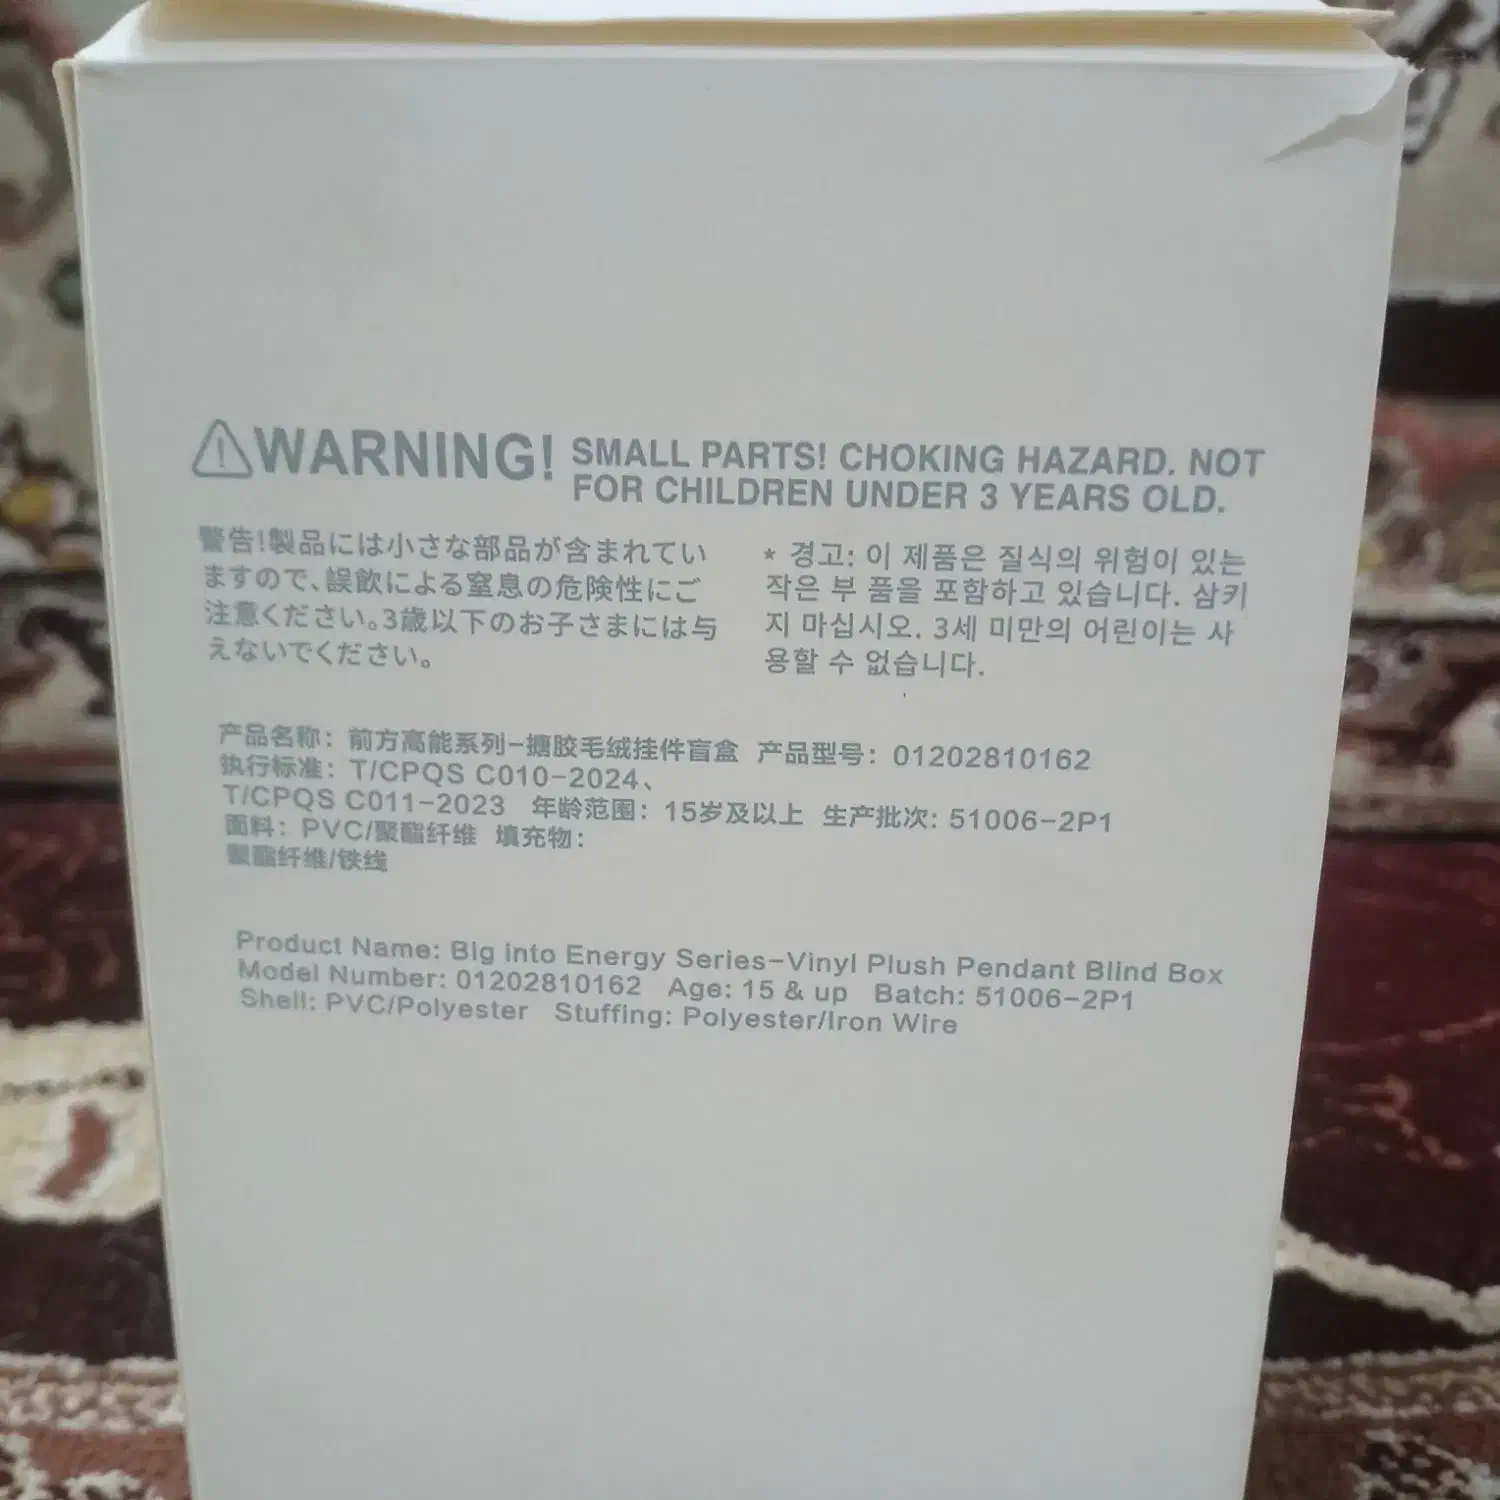 WARNING! SMALL PARTS! CHOKING HAZARD. NOT
FOR CHILDREN UNDER 3 YEARS OLD.
警告!製品には小さな部品が含まれてい
ますので、誤飲による窒息の危険性にご
注意ください。3歳以下のお子さまには与
えないでください。
* 경고: 이 제품은 질식의 위험이 있는
작은 부 품을 포함하고 있습니다. 삼키
지 마십시오. 3세 미만의 어린이는 사
용할 수 없습니다.
产品名称：前方高能系列-搪胶毛绒挂件盲盒 产品型号：01202810162
执行标准：T/CPQS C010-2024、
T/CPQS C011-2023 年龄范围：15岁及以上 生产批次: 51006-2P1
面料：PVC/聚酯纤维 填充物：
聚酯纤维/铁线
Product Name: Big into Energy Series-Vinyl Plush Pendant Blind Box
Model Number: 01202810162 Age: 15 & up Batch: 51006-2P1
Shell: PVC/Polyester Stuffing: Polyester/Iron Wire